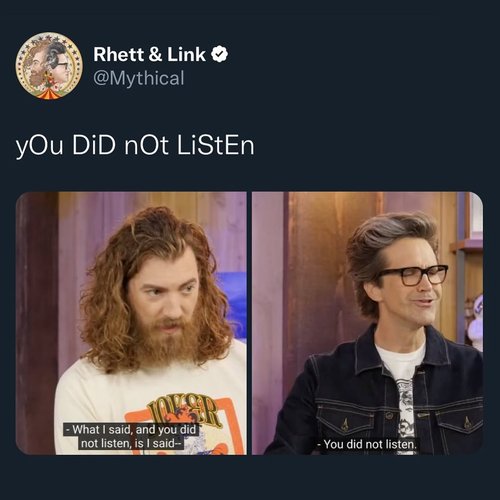 Rhett & Link
@Mythical
yOu DiD nOt LiStEn
JOKER
- What I said, and you did
not listen, is I said--
- You did not listen.